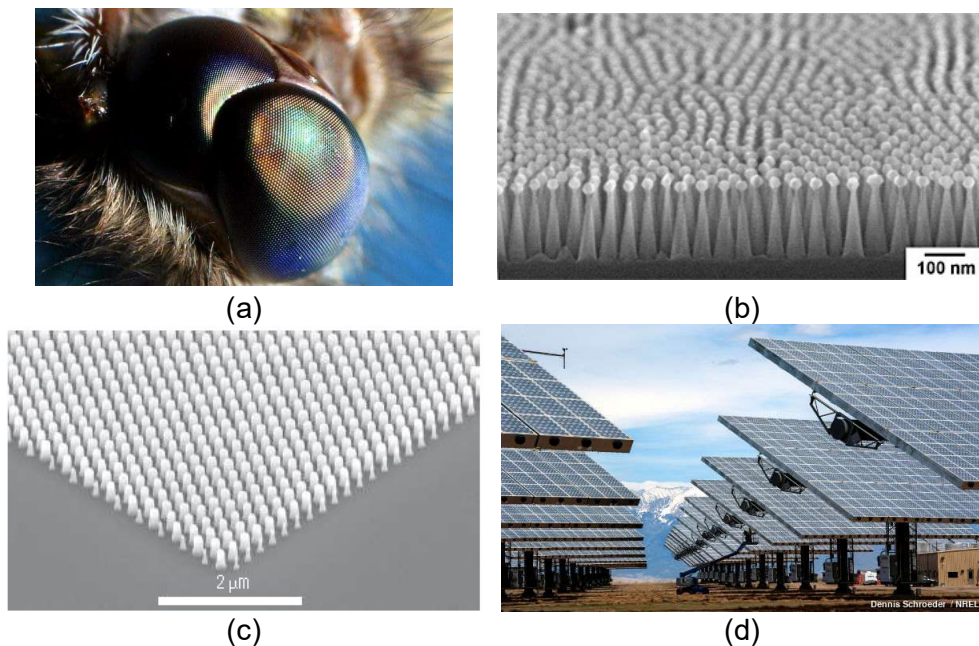 100 nm
(a)
(b)
2 μm
Dennis Schroeder / NREL
(c)
(d)